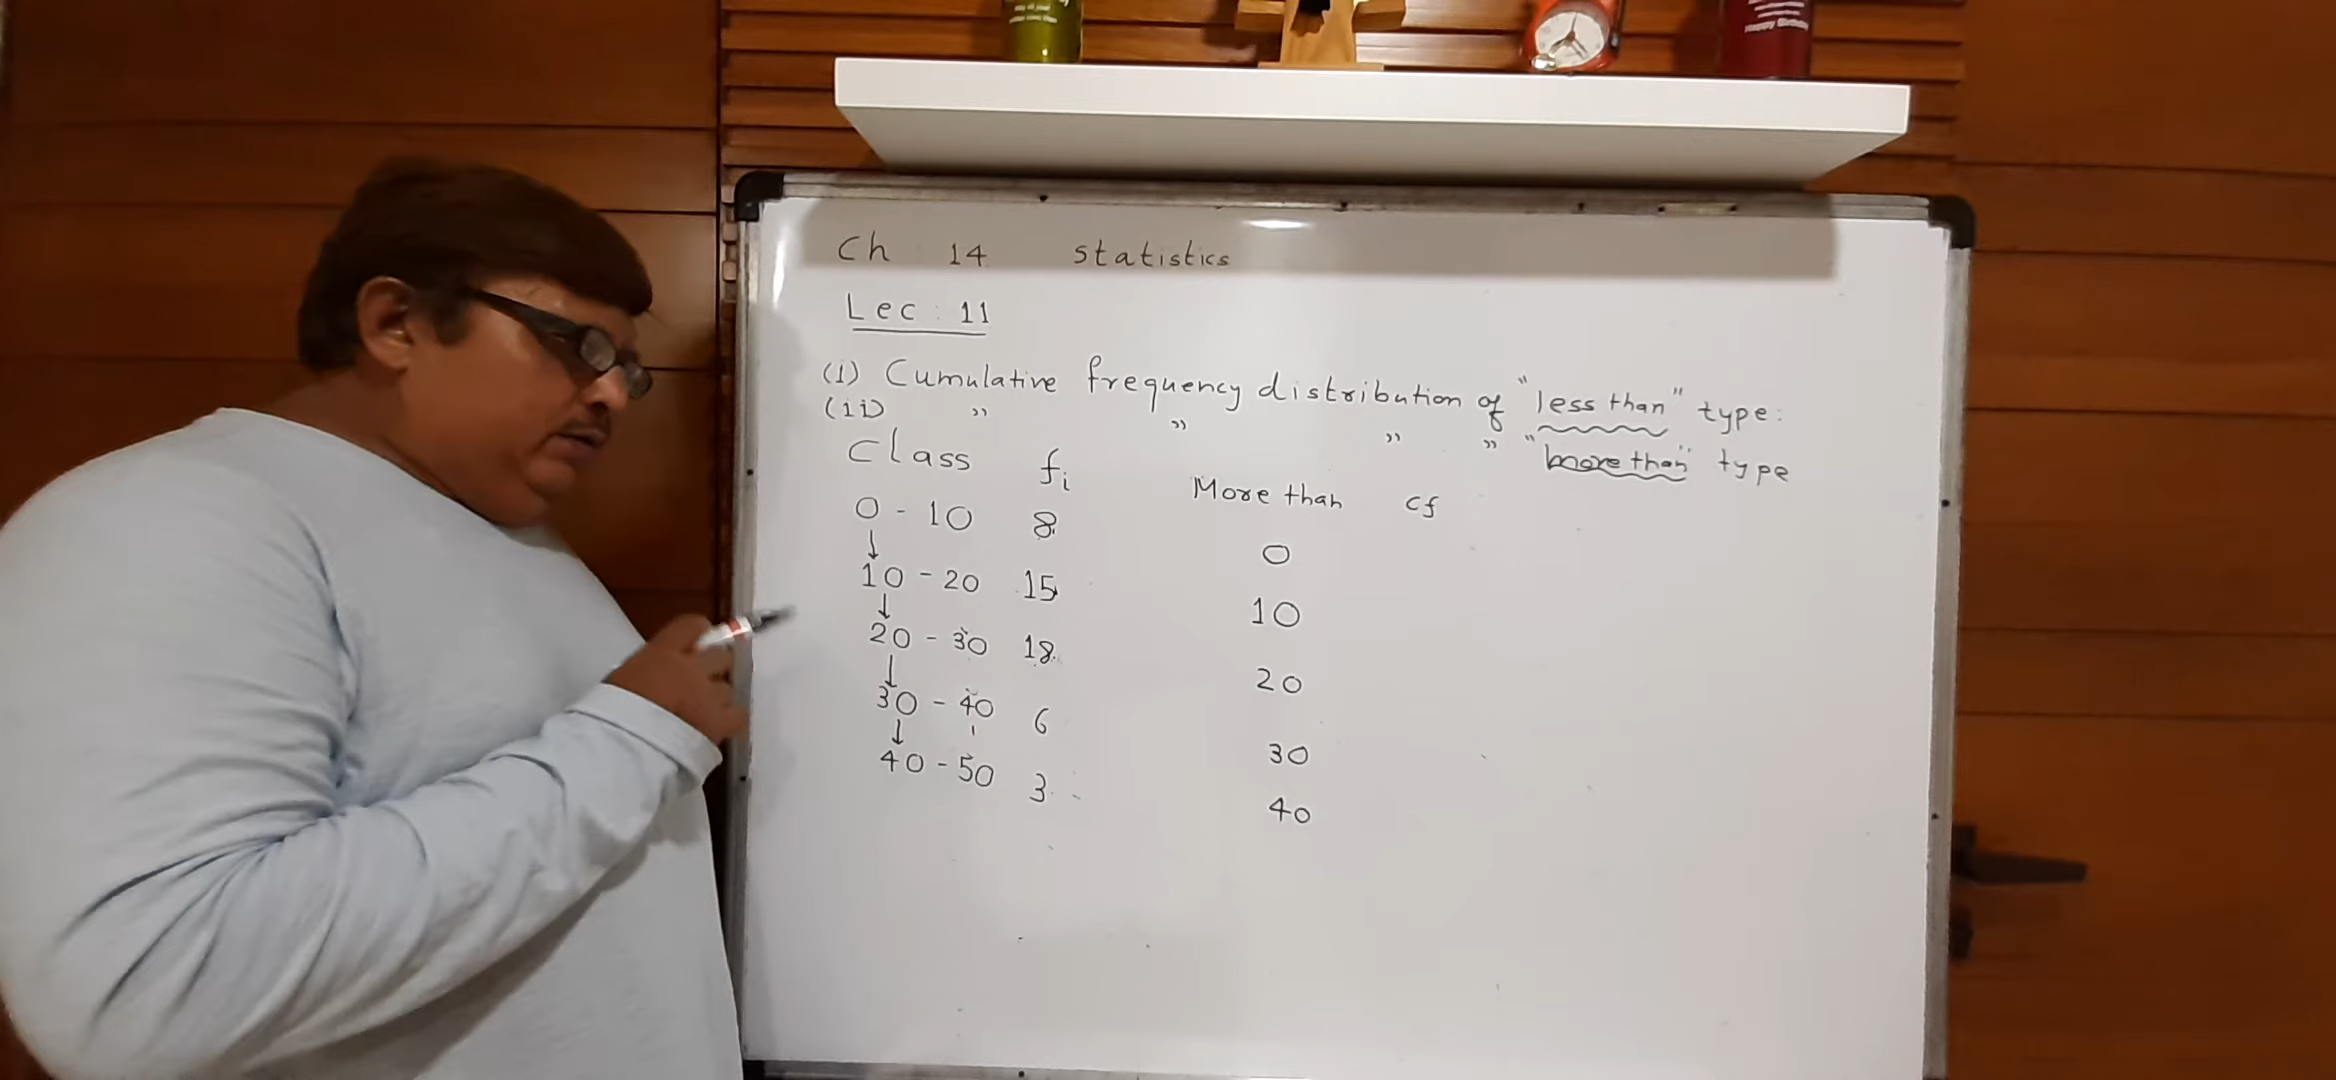 Happy Birthday
Ch 14 statistics
Lec : 11
(i) Cumulative frequency distribution of "less than" type:
(ii) " " " " "more than" type
Class fi More than cf
0 - 10 8 0
10 - 20 15 10
20 - 30 18 20
30 - 40 6 30
40 - 50 3 40